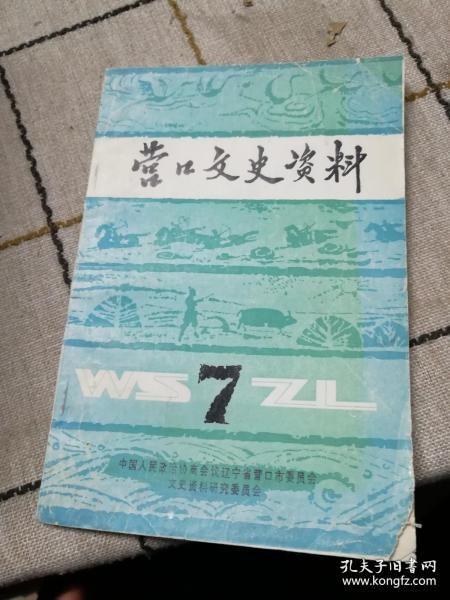 营口文史资料
WS 7 ZL
中国人民政治协商会议辽宁省营口市委员会
文史资料研究委员会
孔夫子旧书网
www.kongfz.com